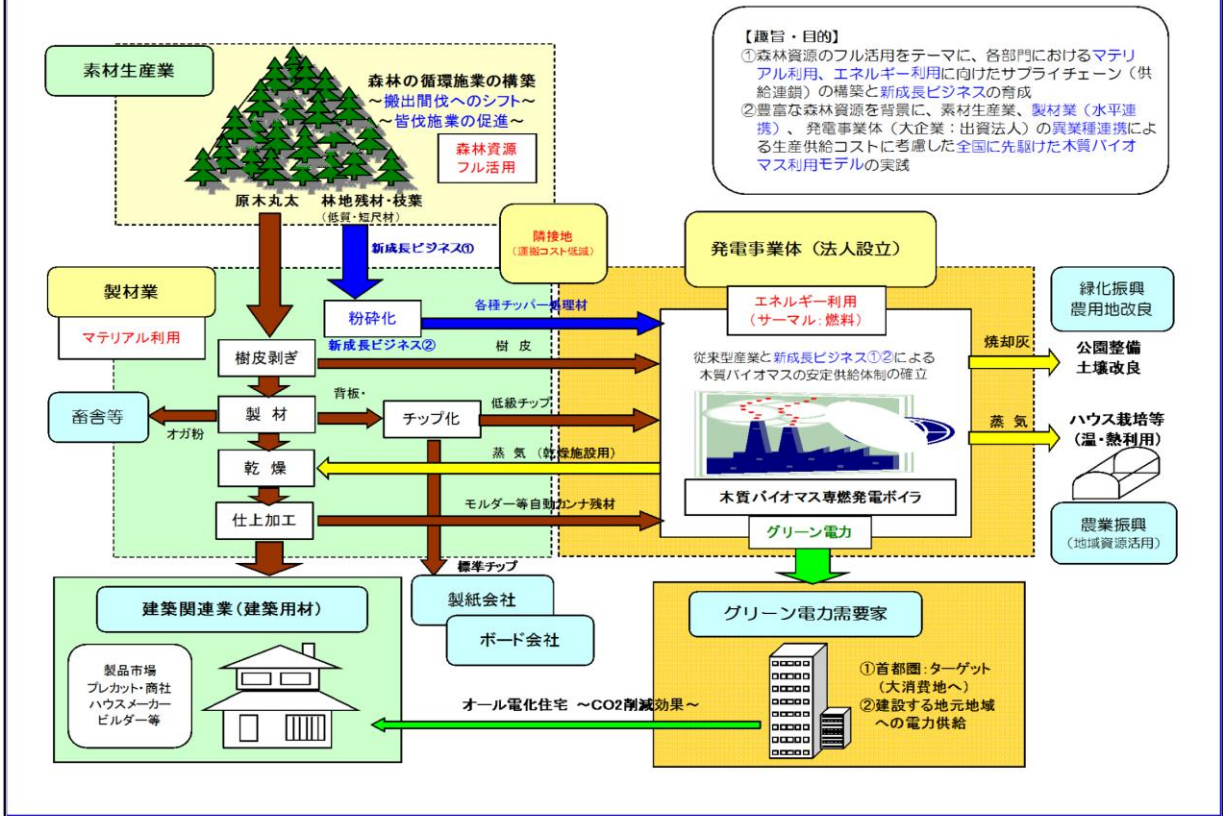 【趣旨・目的】
①森林資源のフル活用をテーマに、各部門におけるマテリ
アル利用、エネルギー利用に向けたサプライチェーン（供
給連鎖）の構築と新成長ビジネスの育成
②豊富な森林資源を背景に、素材生産業、製材業（水平連
携）、発電事業体（大企業：出資法人）の異業種連携によ
る生産供給コストに考慮した全国に先駆けた木質バイオ
マス利用モデルの実践
素材生産業
森林の循環施業の構築
～搬出間伐へのシフト～
～皆伐施業の促進～
森林資源
フル活用
原木丸太
林地残材・枝葉
（低質・短尺材）
新成長ビジネス①
隣接地
（運搬コスト低減）
発電事業体（法人設立）
製材業
マテリアル利用
粉砕化
各種チッパー処理材
エネルギー利用
（サーマル：燃料）
緑化振興
農用地改良
新成長ビジネス②
樹皮剥ぎ
樹 皮
従来型産業と新成長ビジネス①②による
木質バイオマスの安定供給体制の確立
焼却灰
公園整備
土壌改良
畜舎等
オガ粉
製 材
背板・
チップ化
低級チップ
蒸 気
ハウス栽培等
（温・熱利用）
乾 燥
蒸 気（乾燥施設用）
木質バイオマス専燃発電ボイラ
仕上加工
モルダー等自動カンナ残材
グリーン電力
農業振興
（地域資源活用）
標準チップ
製紙会社
ボード会社
建築関連業（建築用材）
製品市場
プレカット・商社
ハウスメーカー
ビルダー等
オール電化住宅 ～CO2削減効果～
グリーン電力需要家
①首都圏：ターゲット
（大消費地へ）
②建設する地元地域
への電力供給